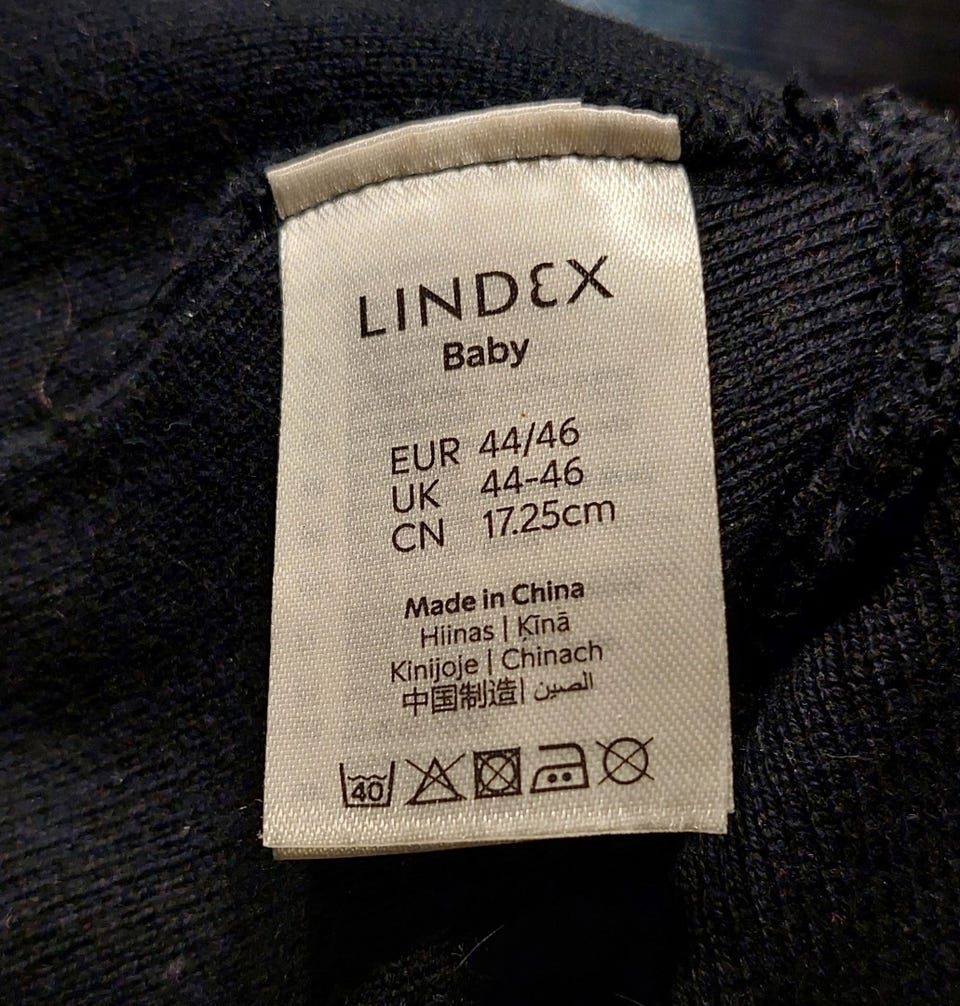 LINDEX
Baby
EUR 44/46
UK 44-46
CN 17.25cm
Made in China
Hiinas | Ķīnā
Kinijoje | Chinach
中国制造| الصين
40